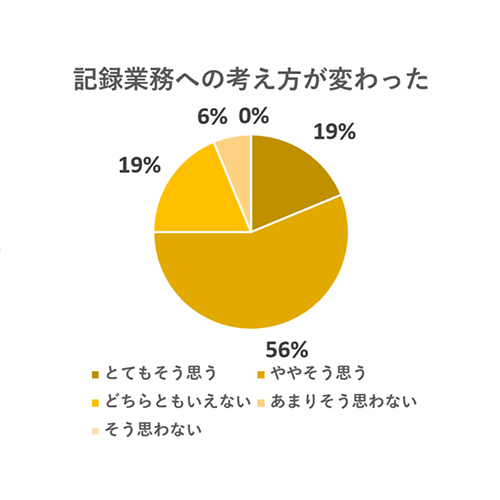 記録業務への考え方が変わった
6% 0%
19%
19%
56%
とてもそう思う ややそう思う
どちらともいえない あまりそう思わない
そう思わない